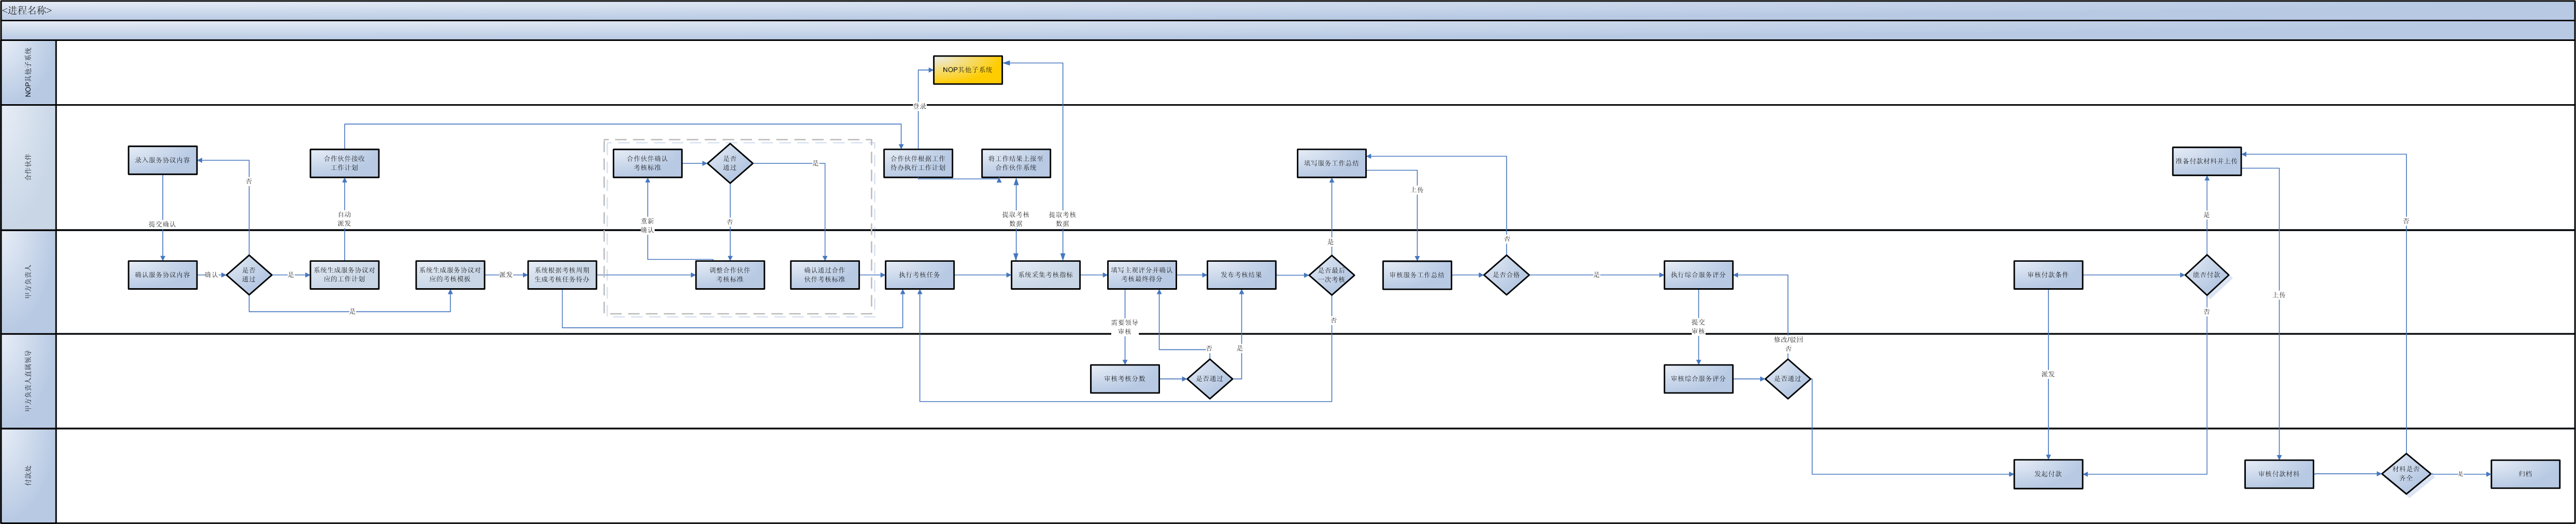 <进程名称>
NOP其他子系统
NOP其他子系统
登录
合作伙伴
录入服务协议内容
否
提交确认
合作伙伴接收
工作计划
自动
派发
合作伙伴确认
考核标准
是否
通过
是
重新
确认
否
合作伙伴根据工作
待办执行工作计划
将工作结果上报至
合作伙伴系统
提取考核
数据
提取考核
数据
填写服务工作总结
上传
是
否
准备付款材料并上传
是
否
甲方负责人
确认服务协议内容
确认
是否
通过
是
系统生成服务协议对
应的工作计划
是
系统生成服务协议对
应的考核模板
派发
系统根据考核周期
生成考核任务待办
调整合作伙伴
考核标准
确认通过合作
伙伴考核标准
执行考核任务
系统采集考核指标
填写主观评分并确认
考核最终得分
需要领导
审核
发布考核结果
是否最后
一次考核
否
审核服务工作总结
是否合格
是
执行综合服务评分
提交
审核
审核付款条件
能否付款
否
上传
甲方负责人直属领导
审核考核分数
是否通过
否
是
审核综合服务评分
是否通过
修改/驳回
否
派发
付款处
发起付款
审核付款材料
材料是否
齐全
是
归档